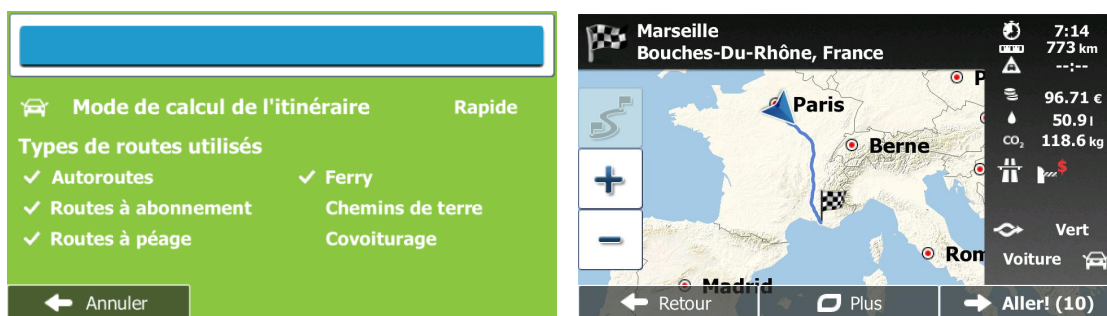 Mode de calcul de l'itinéraire Rapide
Types de routes utilisés
Autoroutes Ferry
Routes à abonnement Chemins de terre
Routes à péage Covoiturage
Annuler
Marseille
Bouches-Du-Rhône, France
7:14
773 km
--:--
96.71 €
50.9 l
CO2 118.6 kg
$
Paris
Berne
Rom
Madrid
Vert
Voiture
Retour
Plus
Aller! (10)